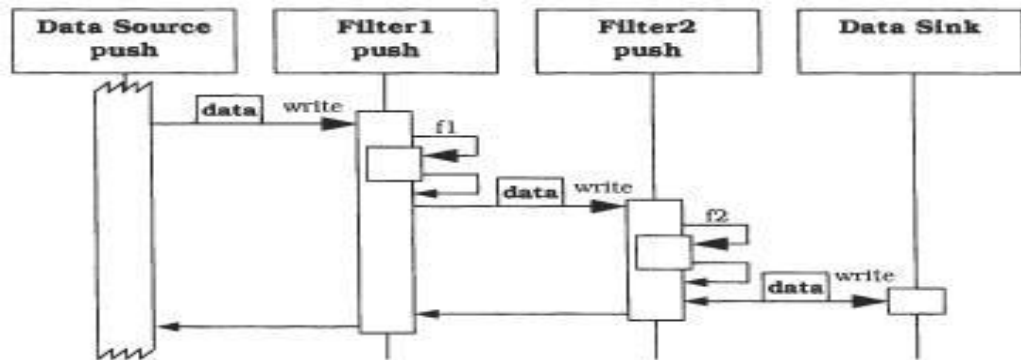 Data Source
push
Filter1
push
Filter2
push
Data Sink
data
write
f1
data
write
f2
data
write